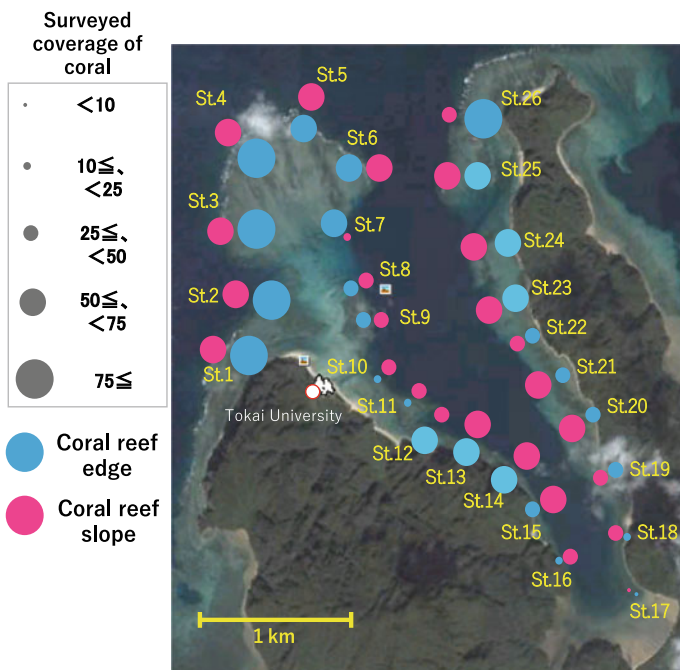 Surveyed
coverage of
coral
<10
10≦、
<25
25≦、
<50
50≦、
<75
75≦
Coral reef
edge
Coral reef
slope
St.5
St.4
St.26
St.6
St.25
St.3
St.7
St.24
St.8
St.2
St.23
St.9
St.22
St.10
St.1
St.21
St.11
Tokai University
St.20
St.12
St.13
St.19
St.14
St.15
St.18
St.16
St.17
1 km